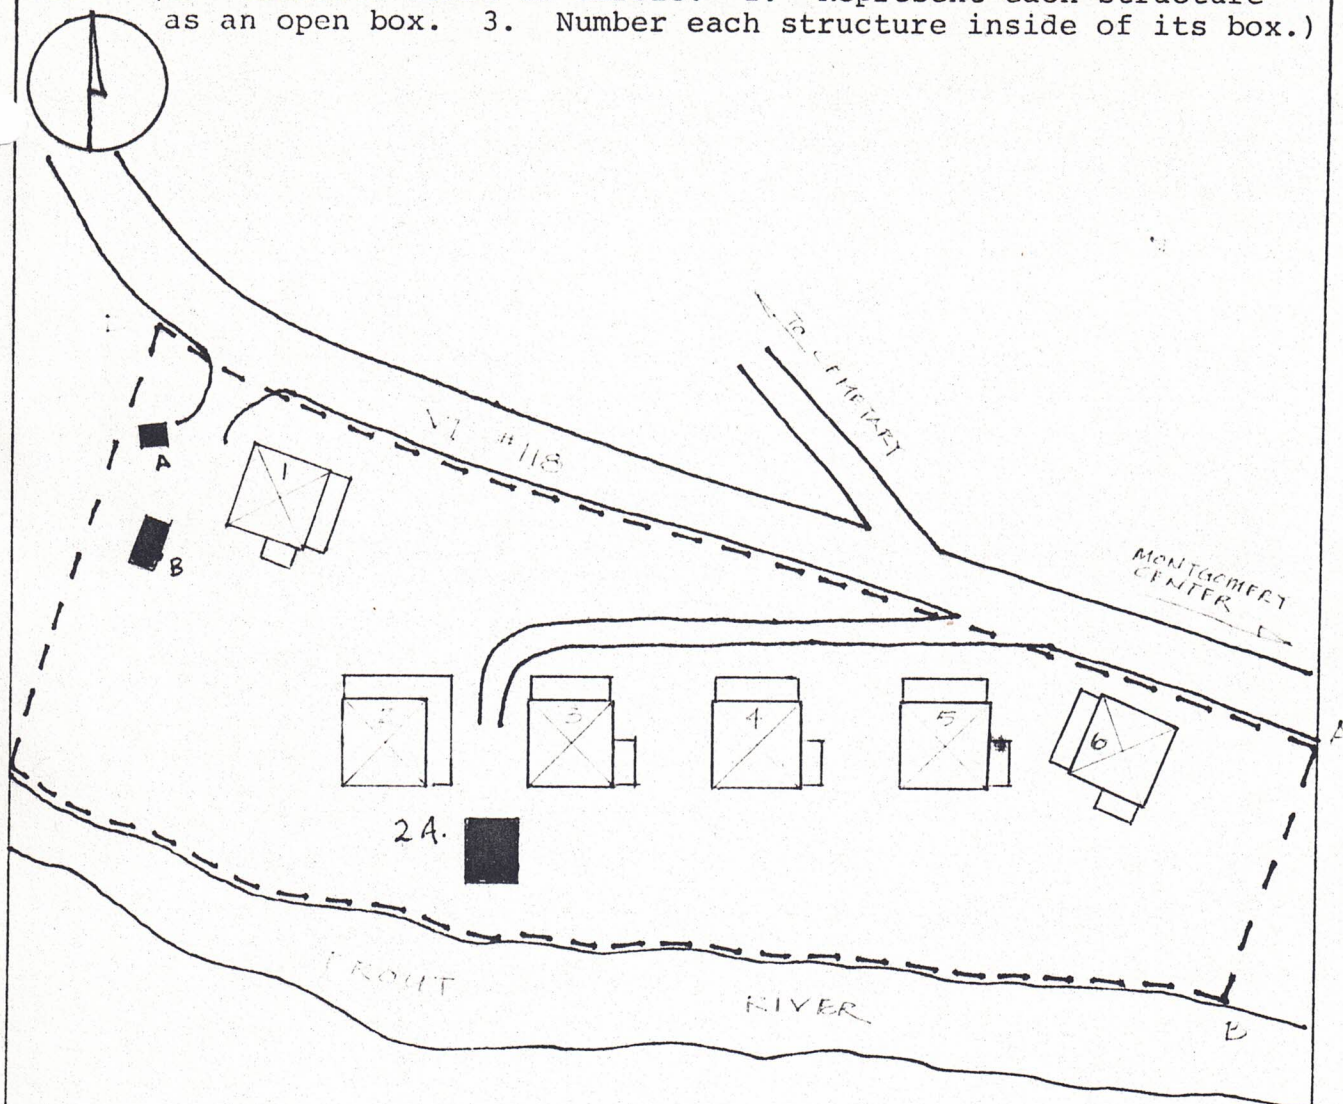 as an open box. 3. Number each structure inside of its box.)
TO CEMETARY
VT #118
A
1
B
MONTGOMERY
CENTER
2
3
4
5
6
A
2A.
TROUT RIVER
B